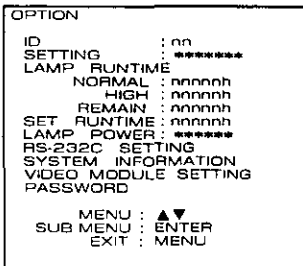 OPTION
ID : nn
SETTING : *******
LAMP RUNTIME
NORMAL : nnnnnh
HIGH : nnnnnh
REMAIN : nnnnnh
SET RUNTIME : nnnnnh
LAMP POWER : ******
RS-232C SETTING
SYSTEM INFORMATION
VIDEO MODULE SETTING
PASSWORD
MENU : ▲▼
SUB MENU : ENTER
EXIT : MENU